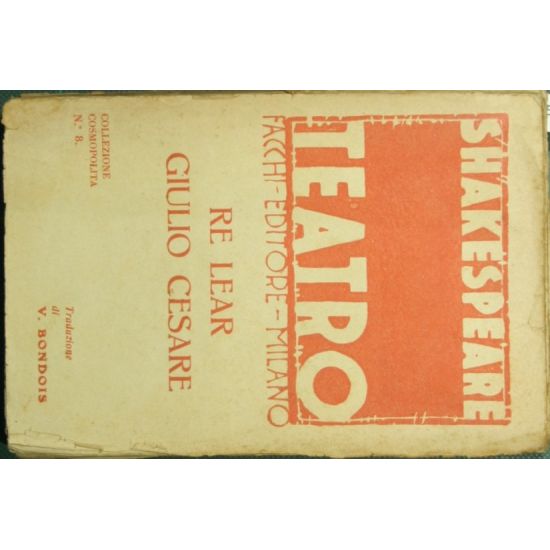 SHAKESPEARE
TEATRO
FACCHI-EDITORE-MILANO
RE LEAR
GIULIO CESARE
Traduzione
di
V. BONDOIS
COLLEZIONE
COSMOPOLITA
N.° 8.